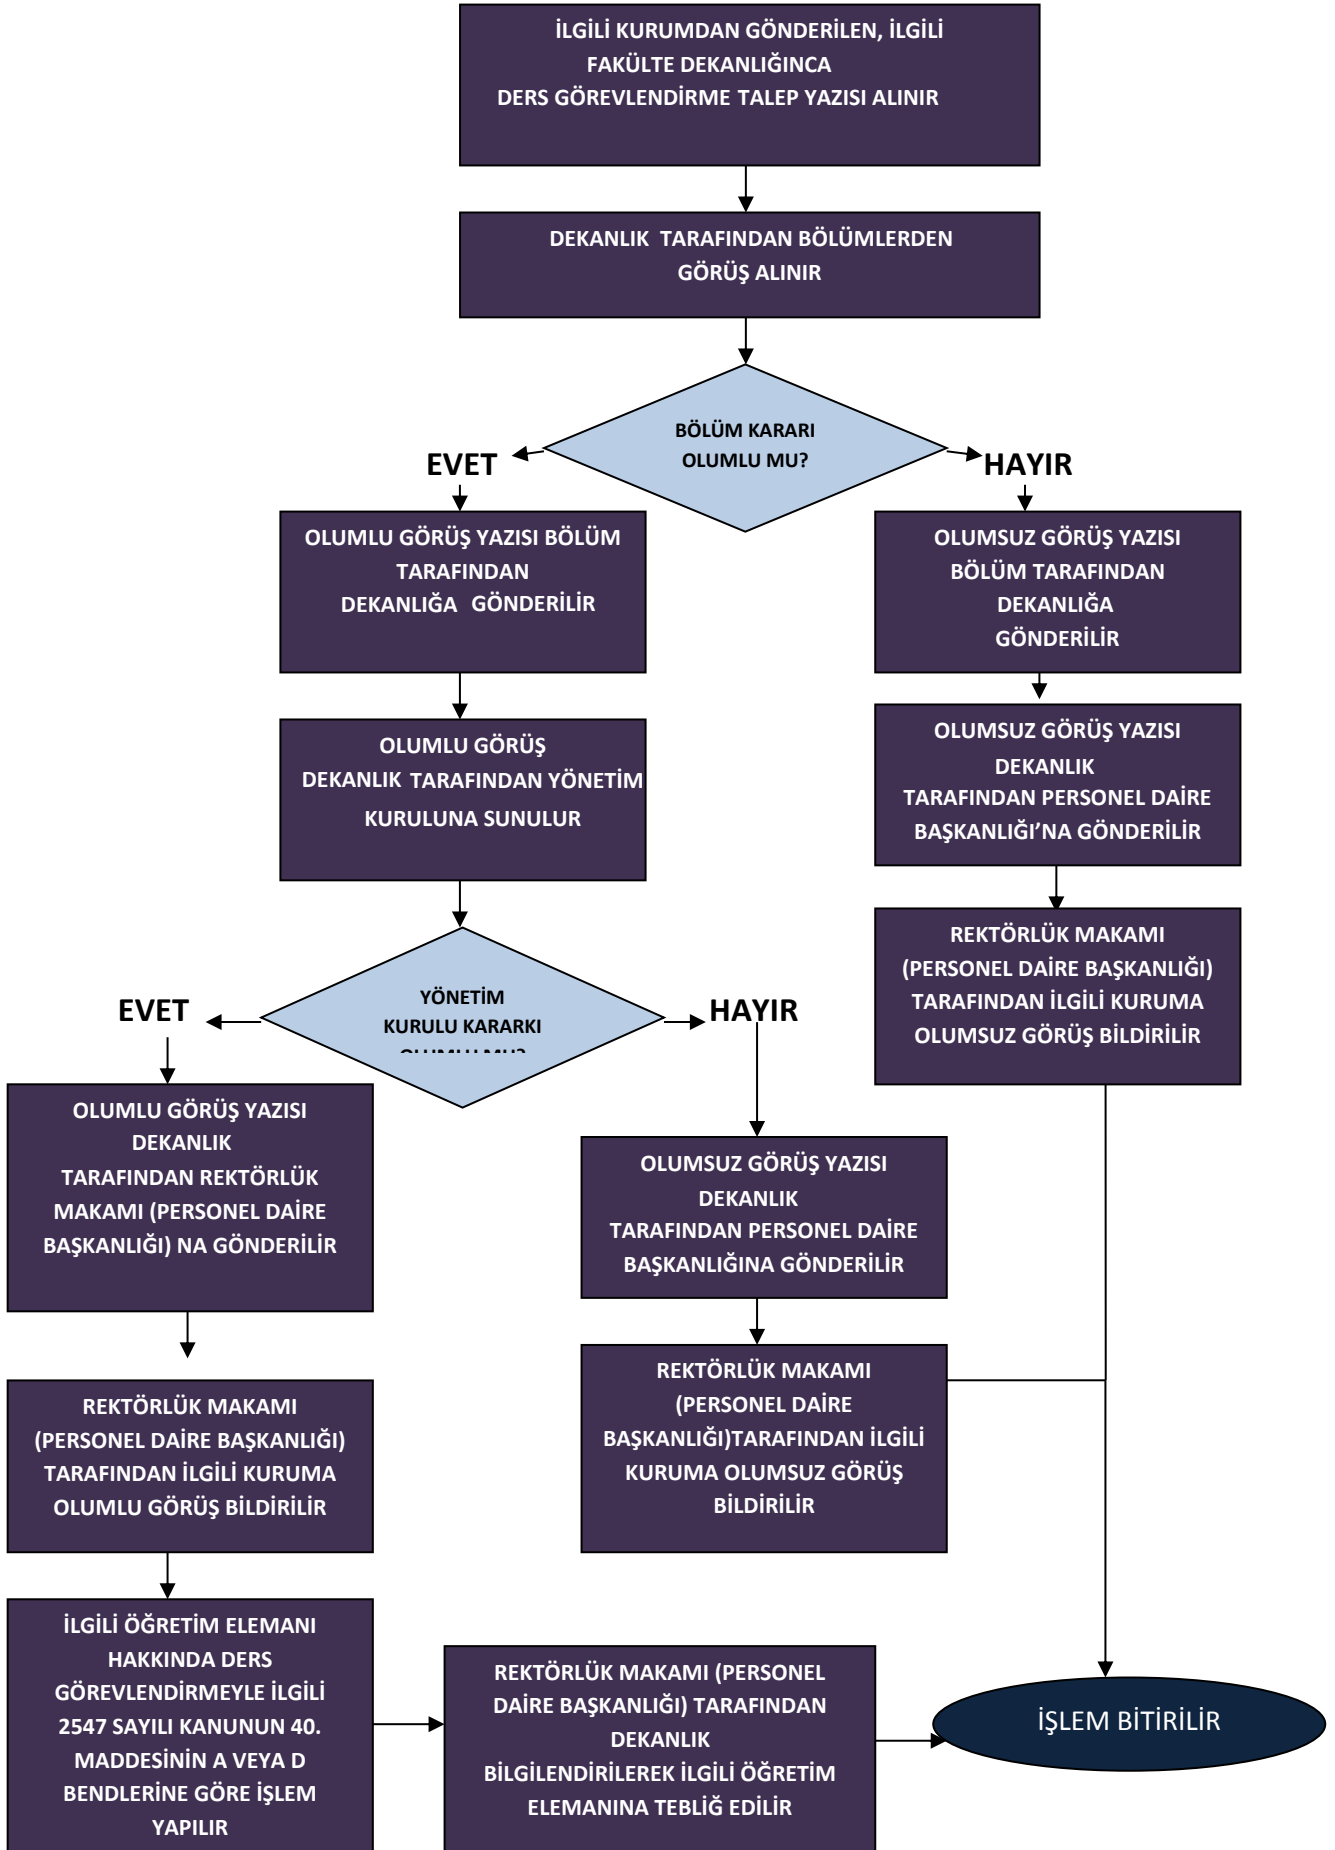 İLGİLİ KURUMDAN GÖNDERİLEN, İLGİLİ
FAKÜLTE DEKANLIĞINCA
DERS GÖREVLENDİRME TALEP YAZISI ALINIR
DEKANLIK TARAFINDAN BÖLÜMLERDEN
GÖRÜŞ ALINIR
BÖLÜM KARARI
OLUMLU MU?
EVET
HAYIR
OLUMLU GÖRÜŞ YAZISI BÖLÜM
TARAFINDAN
DEKANLIĞA GÖNDERİLİR
OLUMSUZ GÖRÜŞ YAZISI
BÖLÜM TARAFINDAN
DEKANLIĞA
GÖNDERİLİR
OLUMLU GÖRÜŞ
DEKANLIK TARAFINDAN YÖNETİM
KURULUNA SUNULUR
OLUMSUZ GÖRÜŞ YAZISI
DEKANLIK
TARAFINDAN PERSONEL DAİRE
BAŞKANLIĞI’NA GÖNDERİLİR
REKTÖRLÜK MAKAMI
(PERSONEL DAİRE BAŞKANLIĞI)
TARAFINDAN İLGİLİ KURUMA
OLUMSUZ GÖRÜŞ BİLDİRİLİR
YÖNETİM
KURULU KARARKI
OLUMLU MU?
EVET
HAYIR
OLUMLU GÖRÜŞ YAZISI
DEKANLIK
TARAFINDAN REKTÖRLÜK
MAKAMI (PERSONEL DAİRE
BAŞKANLIĞI) NA GÖNDERİLİR
OLUMSUZ GÖRÜŞ YAZISI
DEKANLIK
TARAFINDAN PERSONEL DAİRE
BAŞKANLIĞINA GÖNDERİLİR
REKTÖRLÜK MAKAMI
(PERSONEL DAİRE BAŞKANLIĞI)
TARAFINDAN İLGİLİ KURUMA
OLUMLU GÖRÜŞ BİLDİRİLİR
REKTÖRLÜK MAKAMI
(PERSONEL DAİRE
BAŞKANLIĞI)TARAFINDAN İLGİLİ
KURUMA OLUMSUZ GÖRÜŞ
BİLDİRİLİR
İLGİLİ ÖĞRETİM ELEMANI
HAKKINDA DERS
GÖREVLENDİRMEYLE İLGİLİ
2547 SAYILI KANUNUN 40.
MADDESİNİN A VEYA D
BENDLERİNE GÖRE İŞLEM
YAPILIR
REKTÖRLÜK MAKAMI (PERSONEL
DAİRE BAŞKANLIĞI) TARAFINDAN
DEKANLIK
BİLGİLENDİRİLEREK İLGİLİ ÖĞRETİM
ELEMANINA TEBLİĞ EDİLİR
İŞLEM BİTİRİLİR